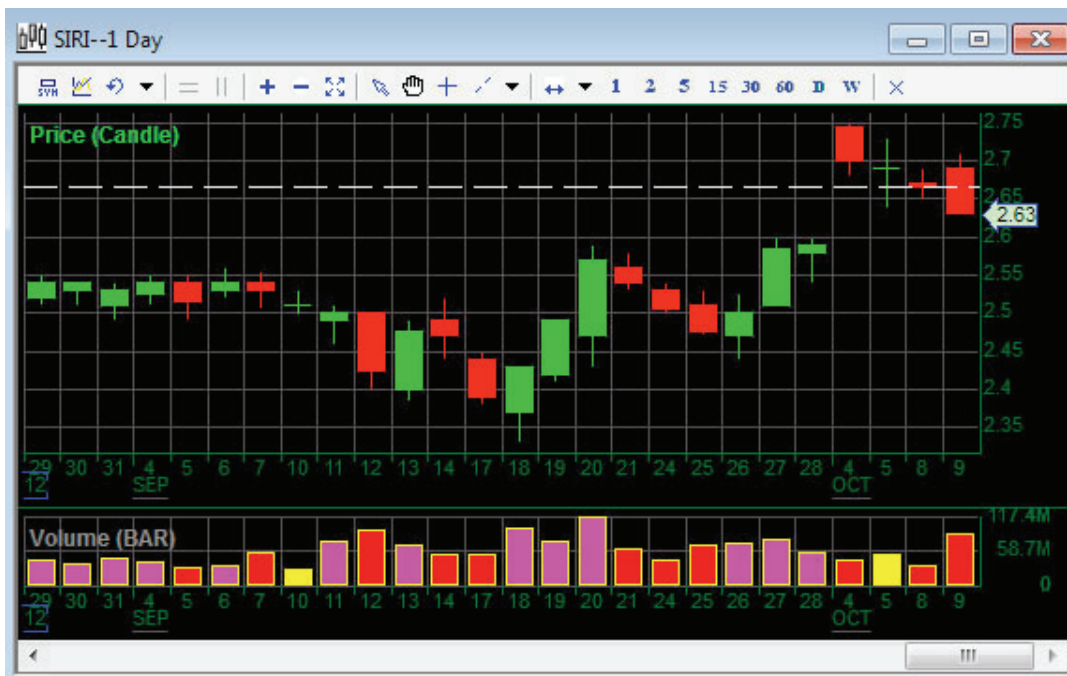 SIRI--1 Day
SYM 1 2 5 15 30 60 D W
Price (Candle)
2.75
2.7
2.65
2.63
2.6
2.55
2.5
2.45
2.4
2.35
29 30 31 4 5 6 7 10 11 12 13 14 17 18 19 20 21 24 25 26 27 28 4 5 8 9
12 SEP OCT
Volume (BAR)
117.4M
58.7M
0
29 30 31 4 5 6 7 10 11 12 13 14 17 18 19 20 21 24 25 26 27 28 4 5 8 9
12 SEP OCT